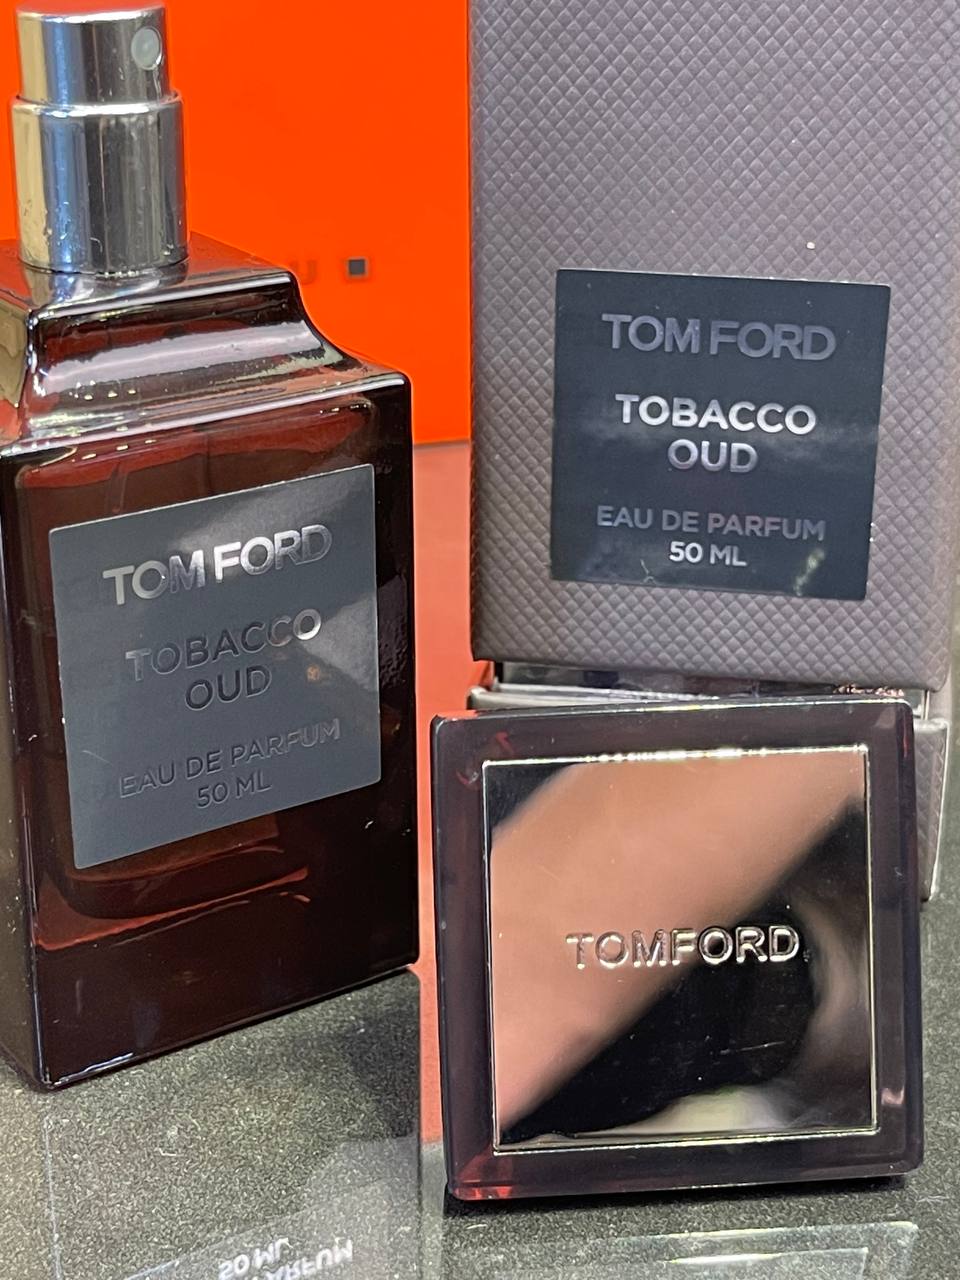 TOM FORD
TOBACCO
OUD
EAU DE PARFUM
50 ML
TOM FORD
TOBACCO
OUD
EAU DE PARFUM
50 ML
TOMFORD